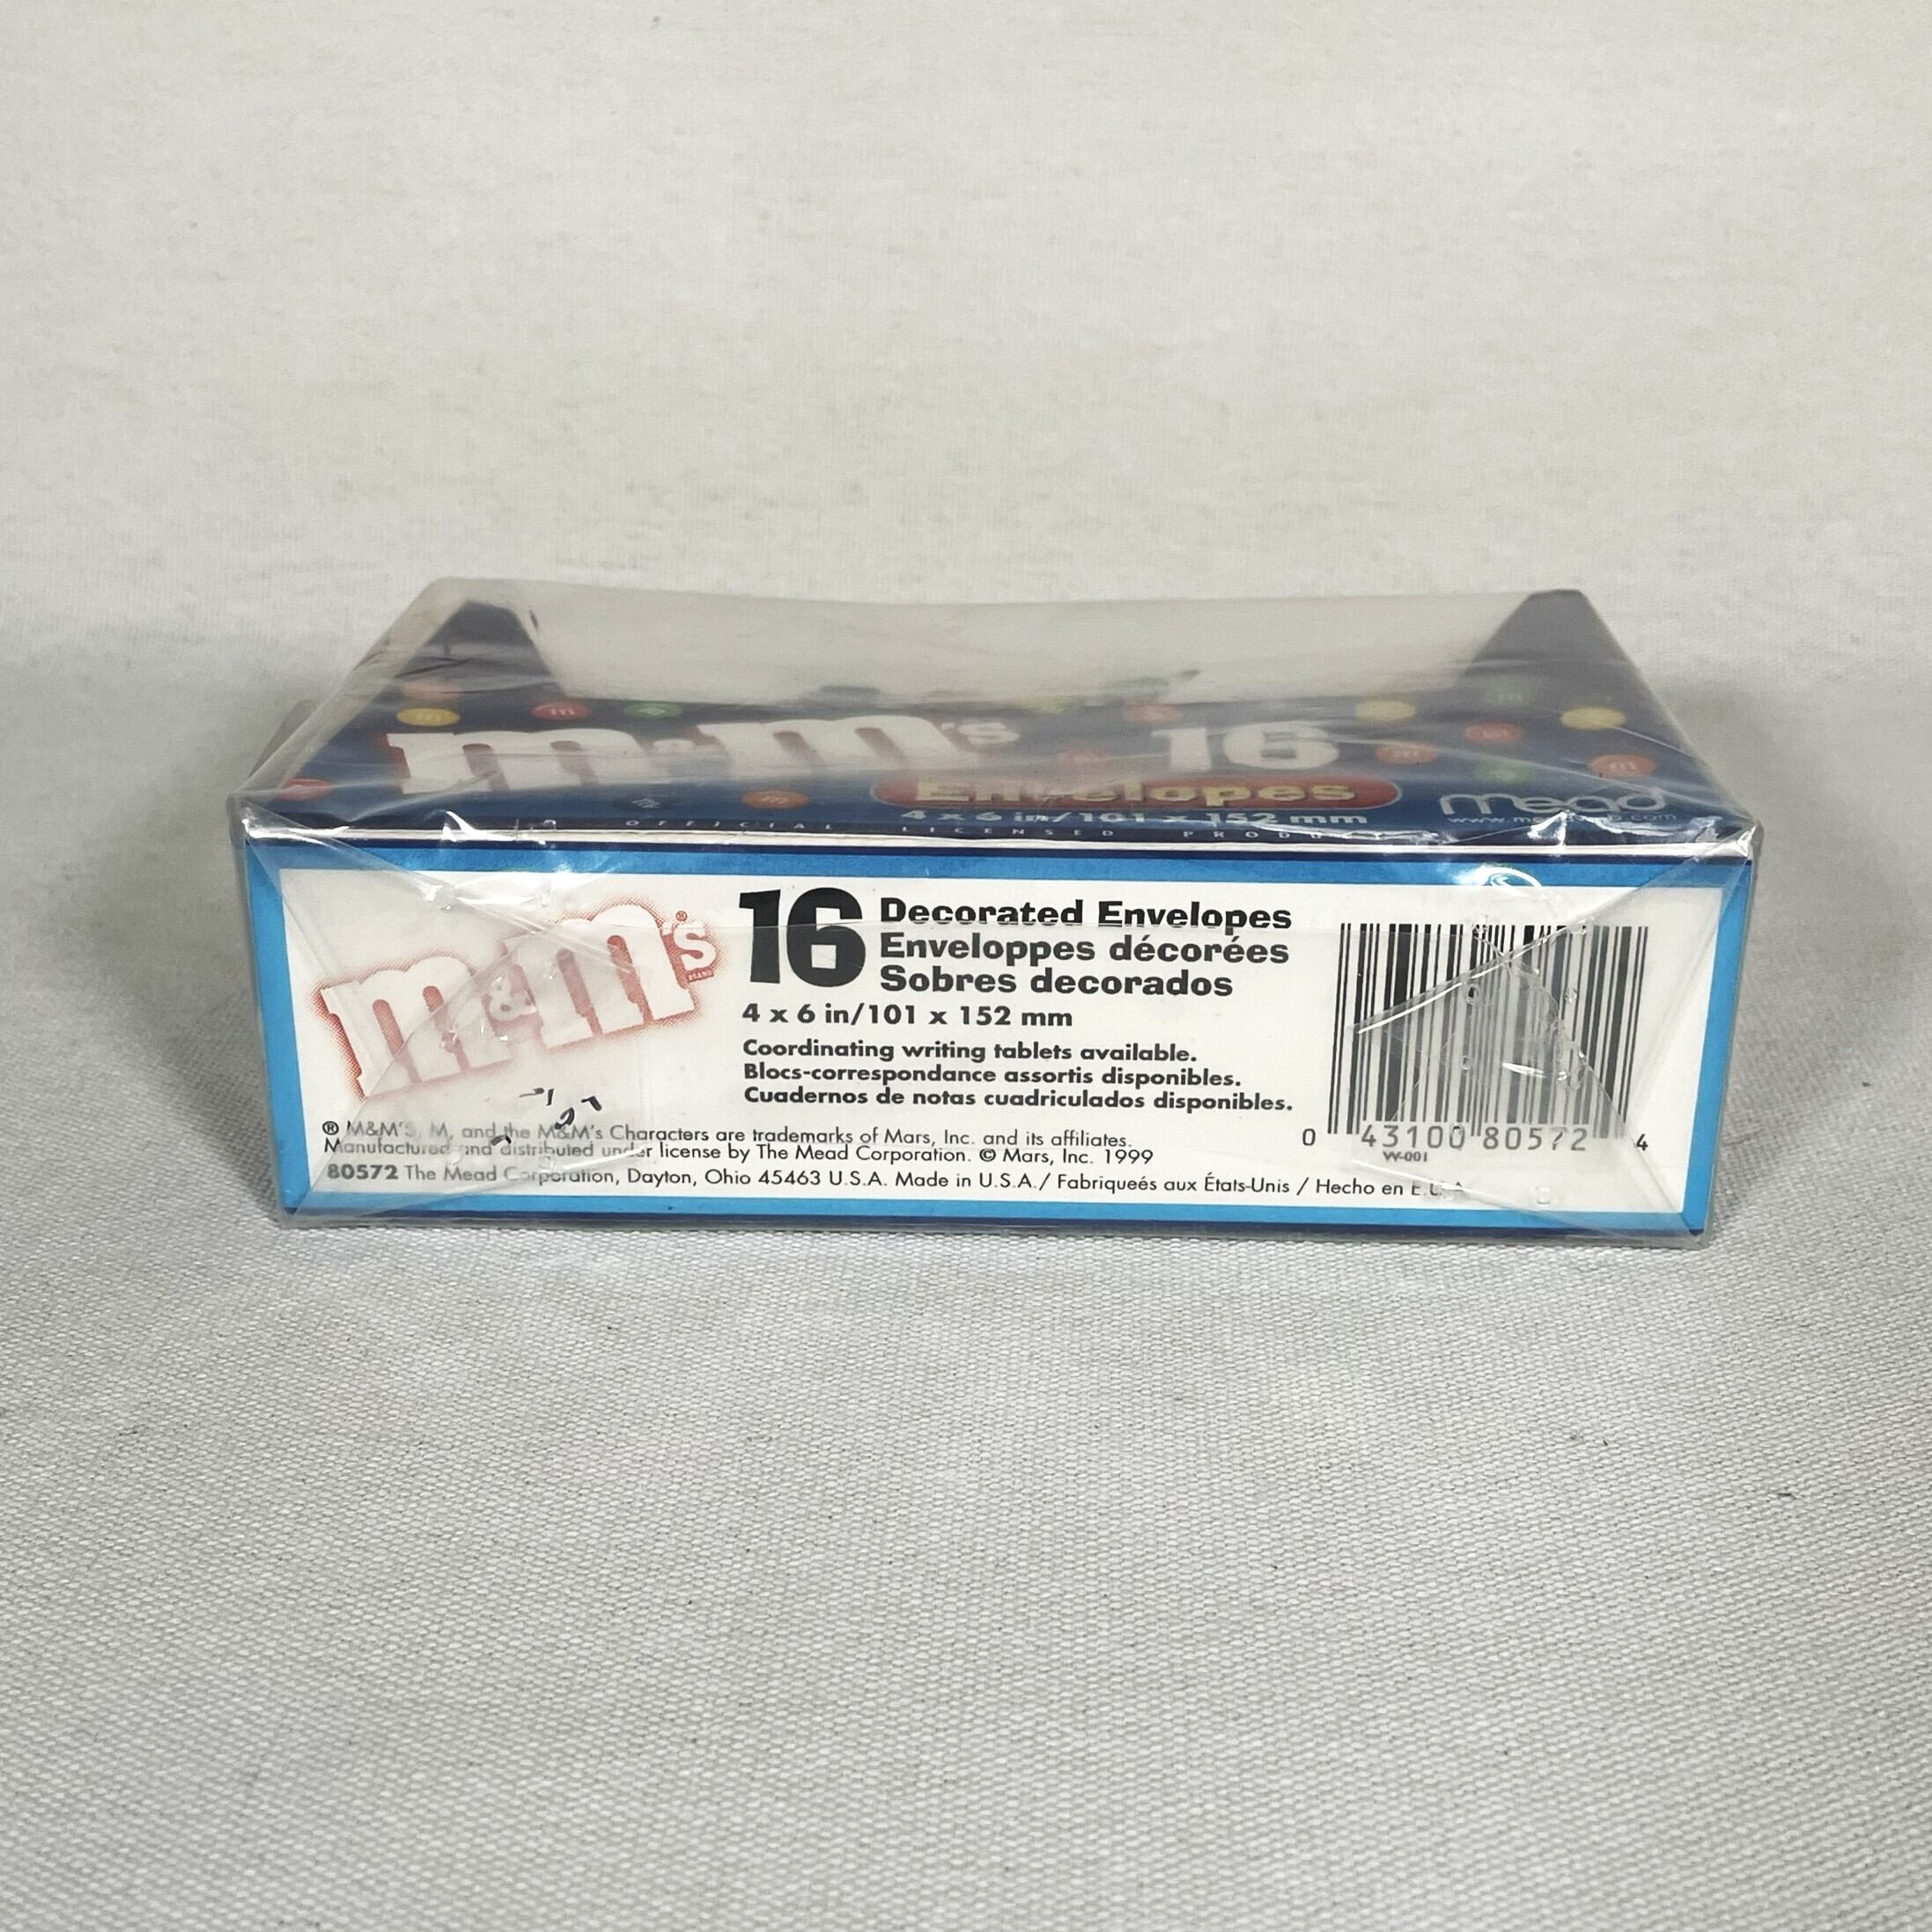 m&m's 16
Envelopes
4 x 6 in/101 x 152 mm
mead
OFFICIAL LICENSED
m&m's®
BRAND
16 Decorated Envelopes
Enveloppes décorées
Sobres decorados
4 x 6 in/101 x 152 mm
Coordinating writing tablets available.
Blocs-correspondance assortis disponibles.
Cuadernos de notas cuadriculados disponibles.
® M&M'S, M, and the M&M's Characters are trademarks of Mars, Inc. and its affiliates.
Manufactured and distributed under license by The Mead Corporation. © Mars, Inc. 1999
80572 The Mead Corporation, Dayton, Ohio 45463 U.S.A. Made in U.S.A./ Fabriqueés aux États-Unis / Hecho en E.U.A
0 43100 80572 4
W-001